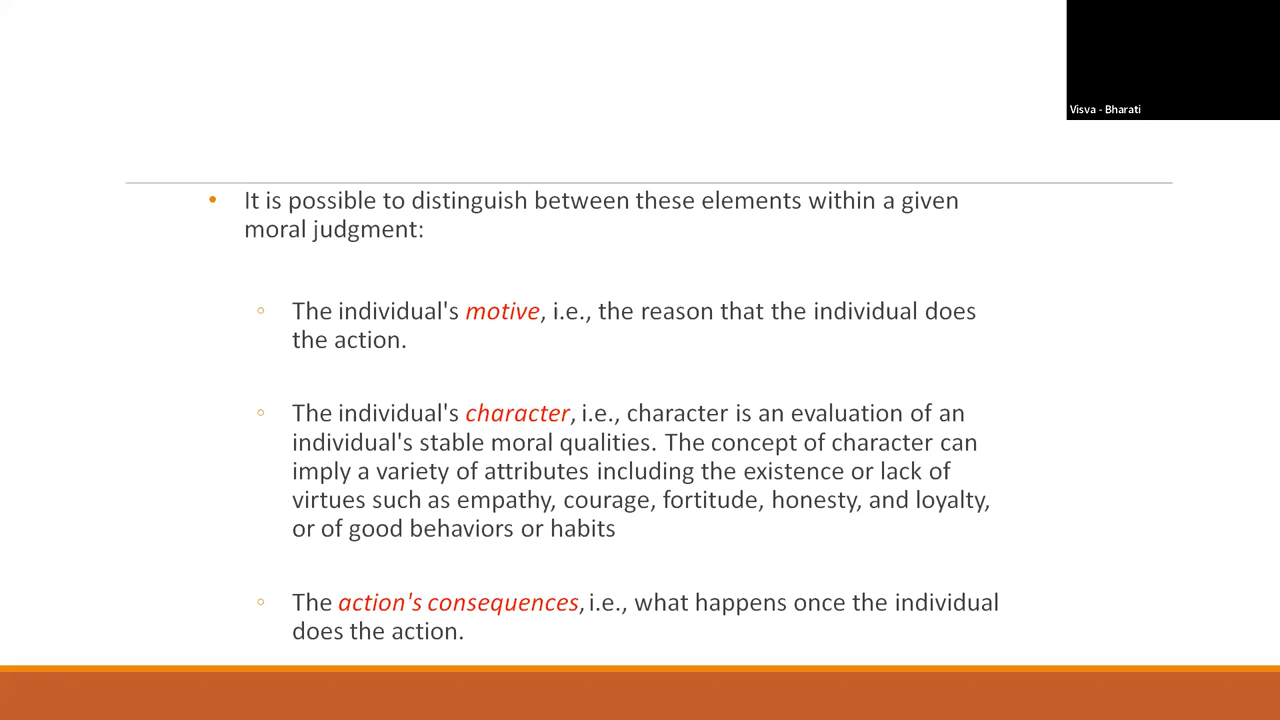 Visva - Bharati
• It is possible to distinguish between these elements within a given
moral judgment:
◦ The individual's motive, i.e., the reason that the individual does
the action.
◦ The individual's character, i.e., character is an evaluation of an
individual's stable moral qualities. The concept of character can
imply a variety of attributes including the existence or lack of
virtues such as empathy, courage, fortitude, honesty, and loyalty,
or of good behaviors or habits
◦ The action's consequences, i.e., what happens once the individual
does the action.